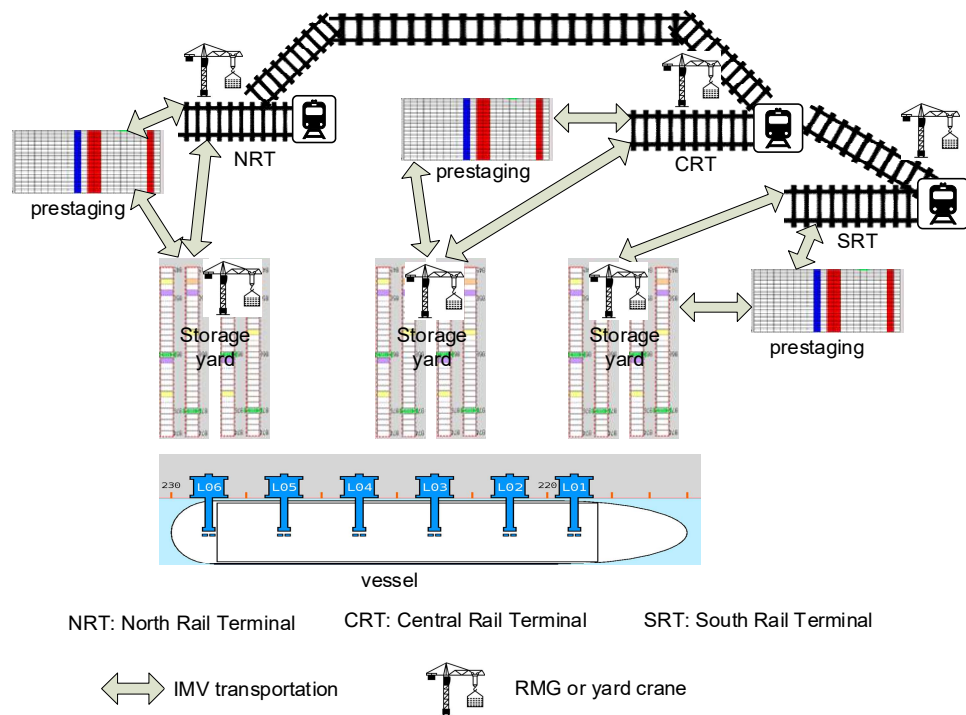 NRT
CRT
prestaging
prestaging
SRT
Storage
yard
Storage
yard
Storage
yard
prestaging
230
L06
L05
L04
L03
L02
220
L01
vessel
NRT: North Rail Terminal
CRT: Central Rail Terminal
SRT: South Rail Terminal
IMV transportation
RMG or yard crane